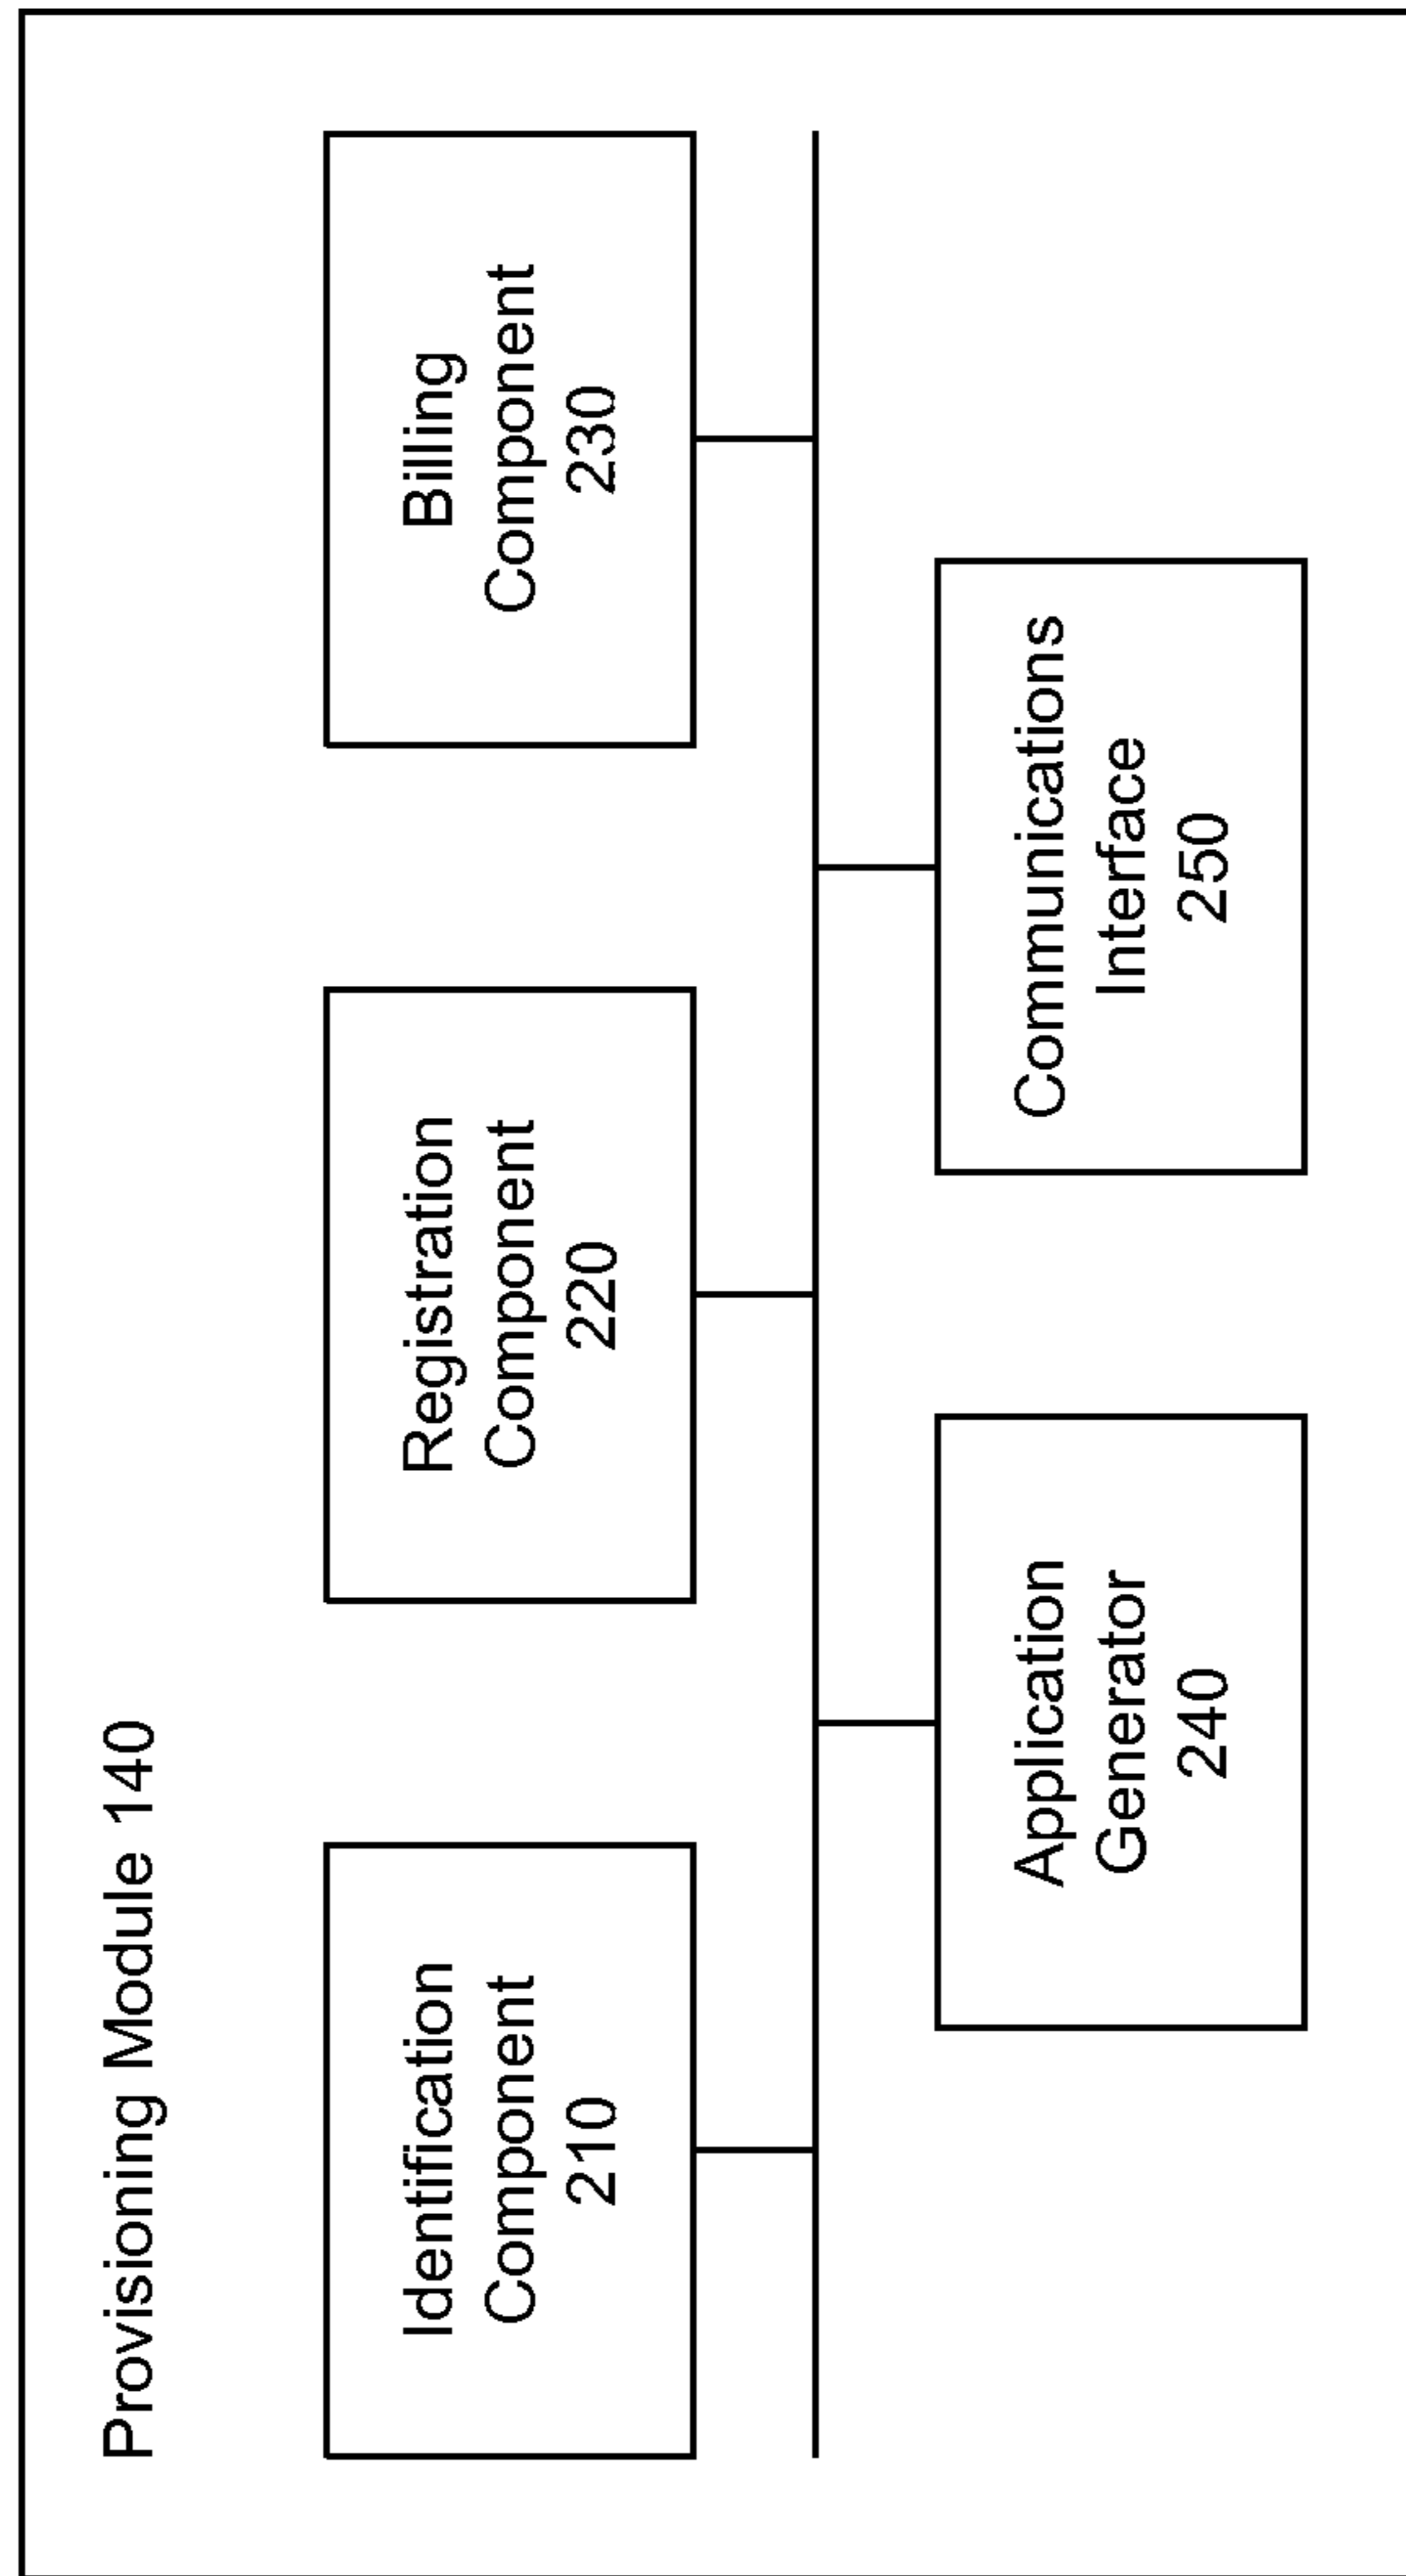 Provisioning Module 140
Identification
Component
210
Registration
Component
220
Billing
Component
230
Application
Generator
240
Communications
Interface
250